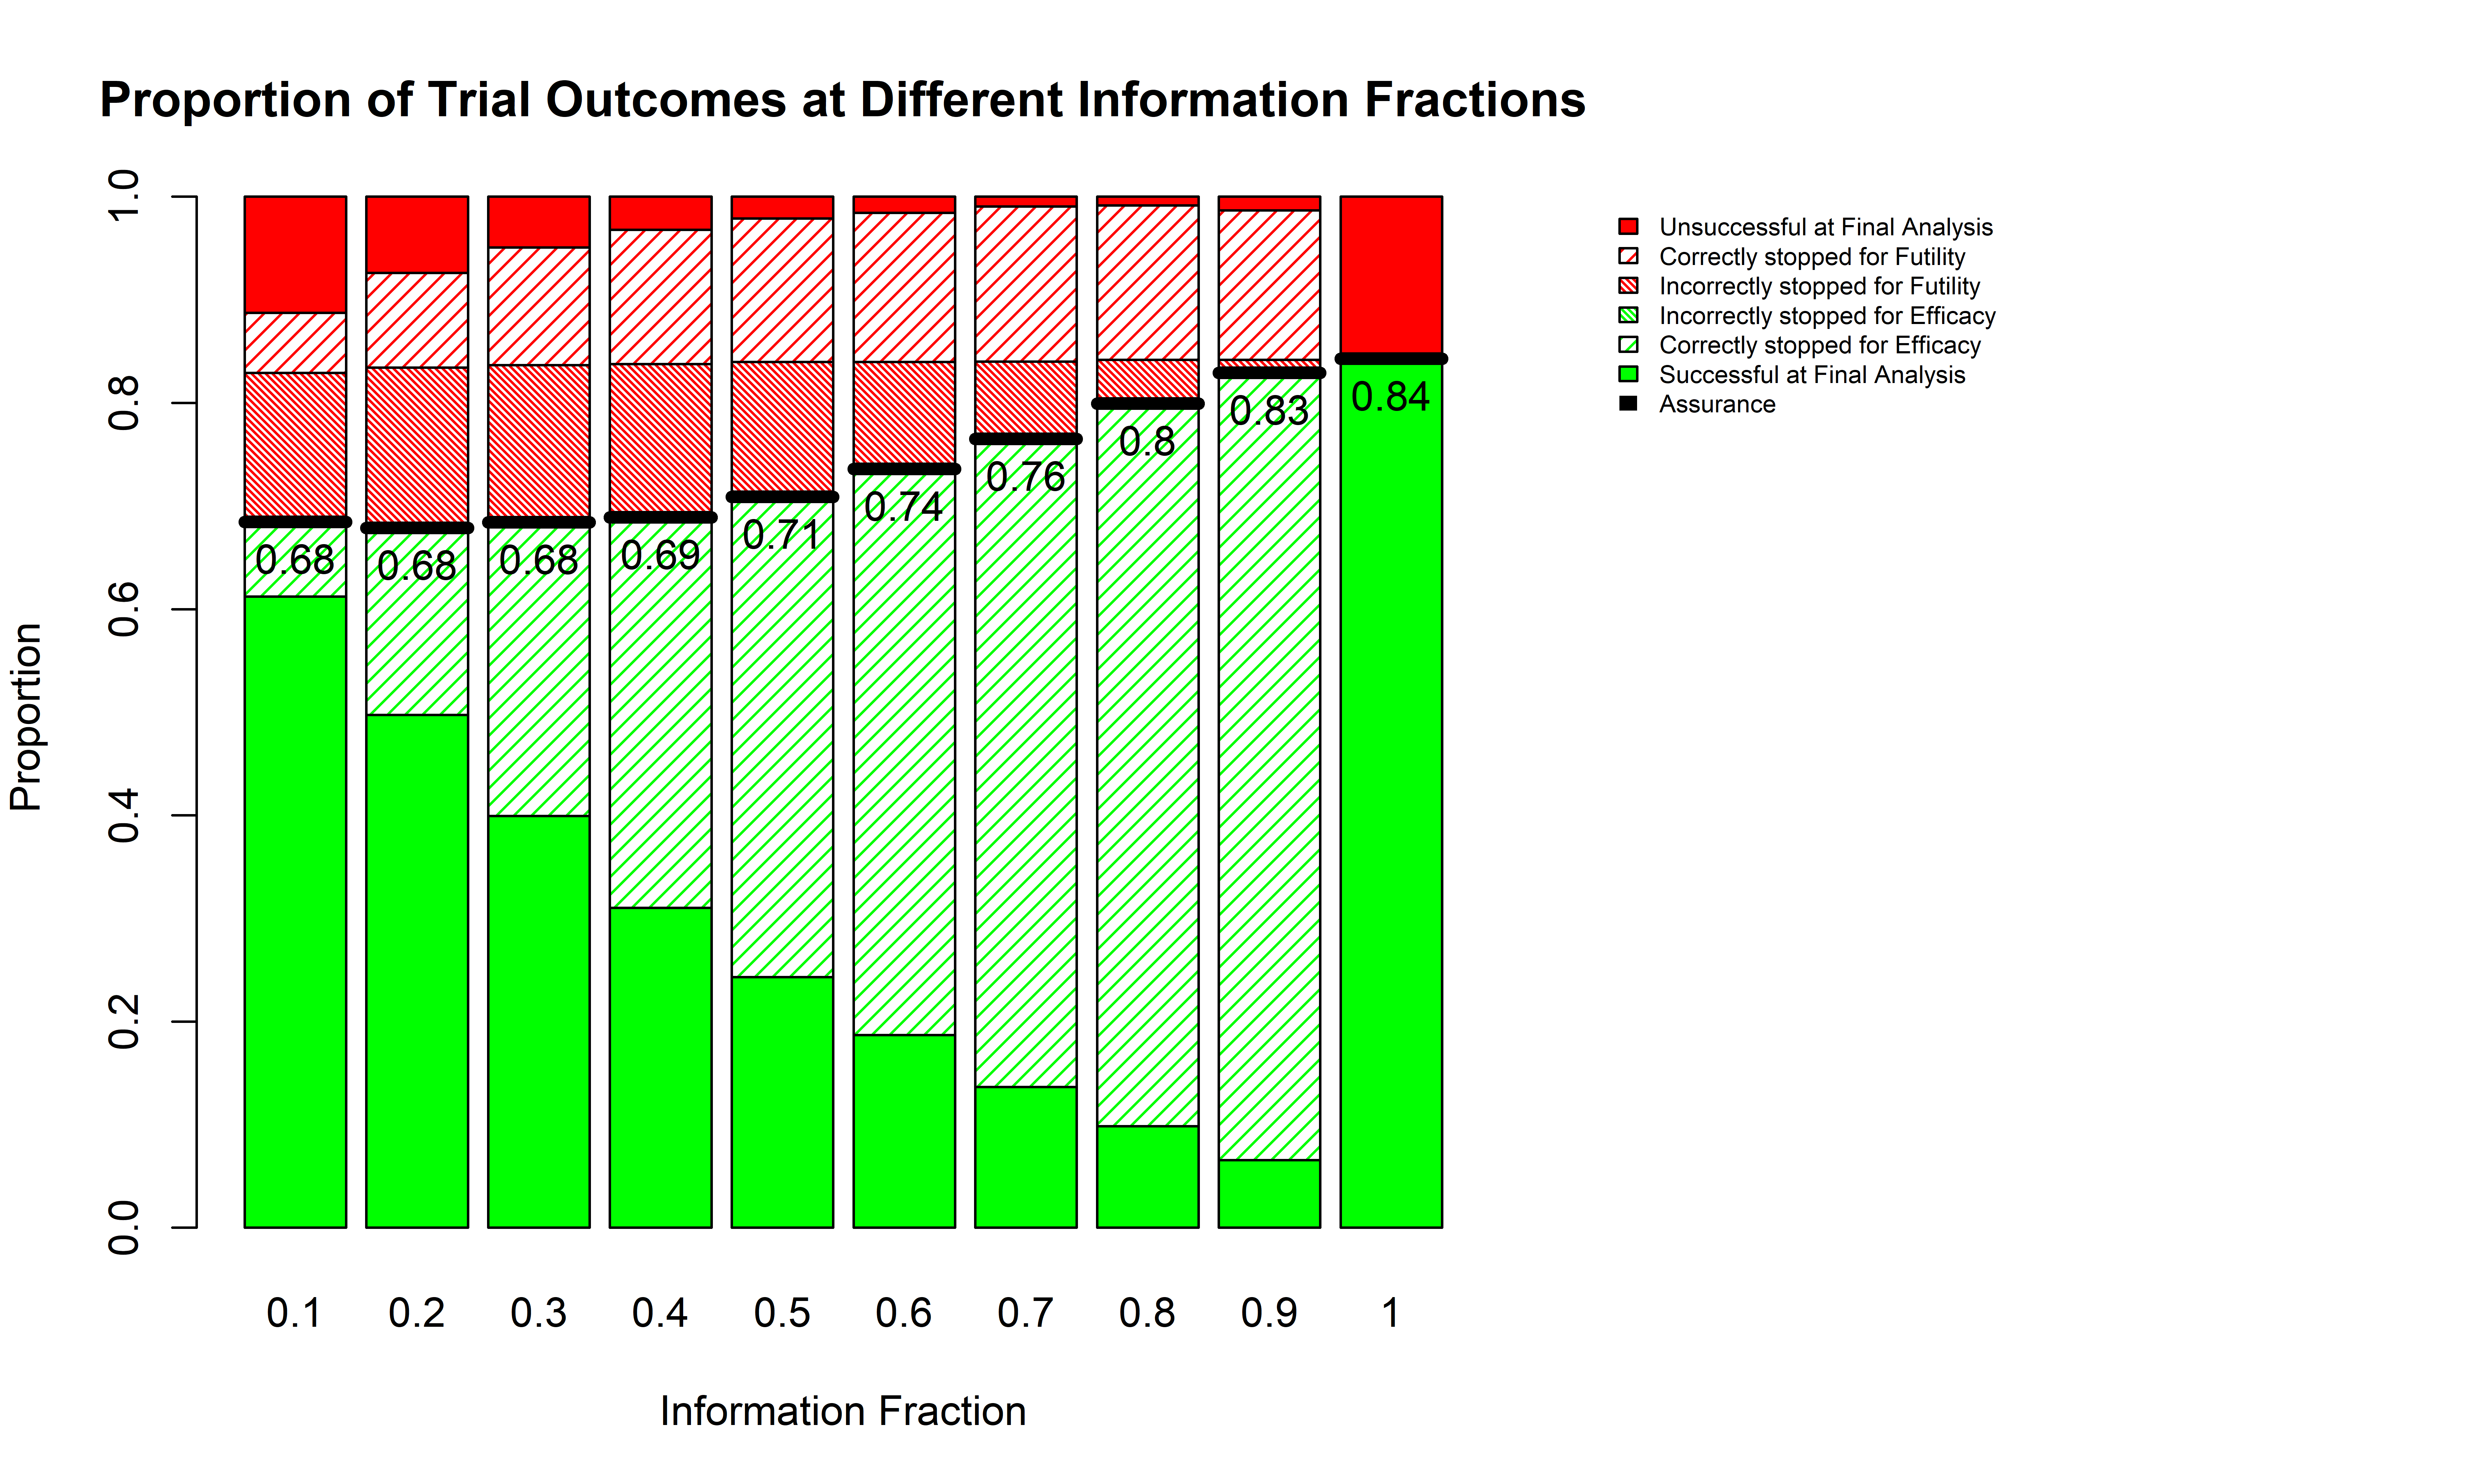 Proportion of Trial Outcomes at Different Information Fractions
Proportion
1.0
0.8
0.6
0.4
0.2
0.0
0.68
0.68
0.68
0.69
0.71
0.74
0.76
0.8
0.83
0.84
0.1 0.2 0.3 0.4 0.5 0.6 0.7 0.8 0.9 1
Information Fraction
Unsuccessful at Final Analysis
Correctly stopped for Futility
Incorrectly stopped for Futility
Incorrectly stopped for Efficacy
Correctly stopped for Efficacy
Successful at Final Analysis
Assurance